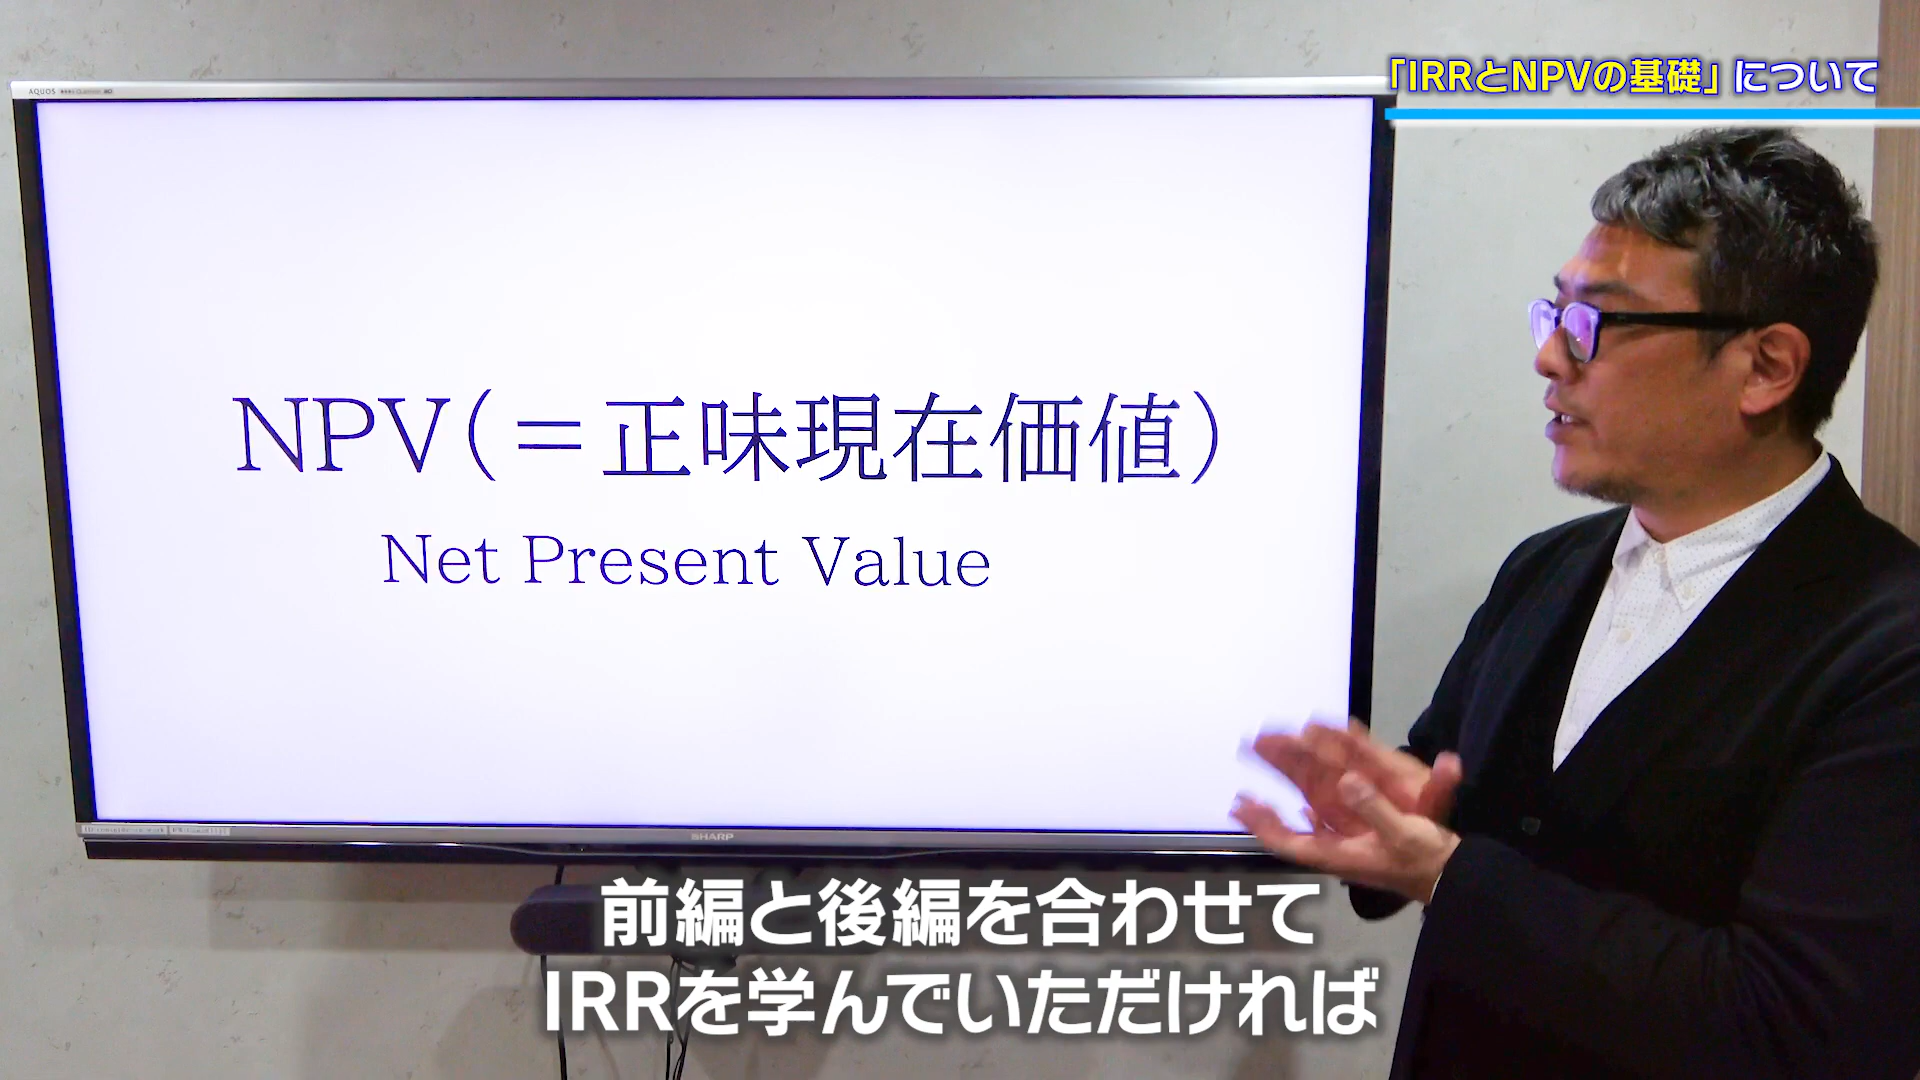 「IRRとNPVの基礎」について
AQUOS
NPV(=正味現在価値)
Net Present Value
SHARP
前編と後編を合わせて
IRRを学んでいただければ